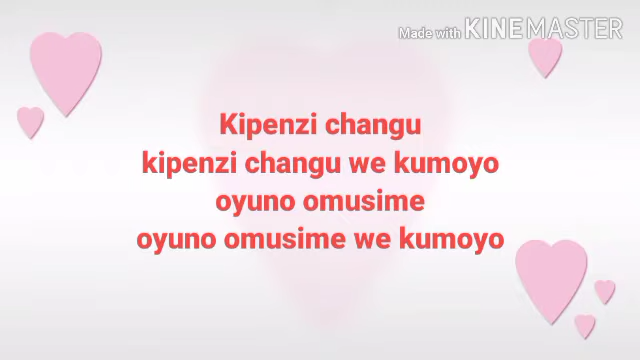 Made with KINEMASTER
Kipenzi changu
kipenzi changu we kumoyo
oyuno omusime
oyuno omusime we kumoyo